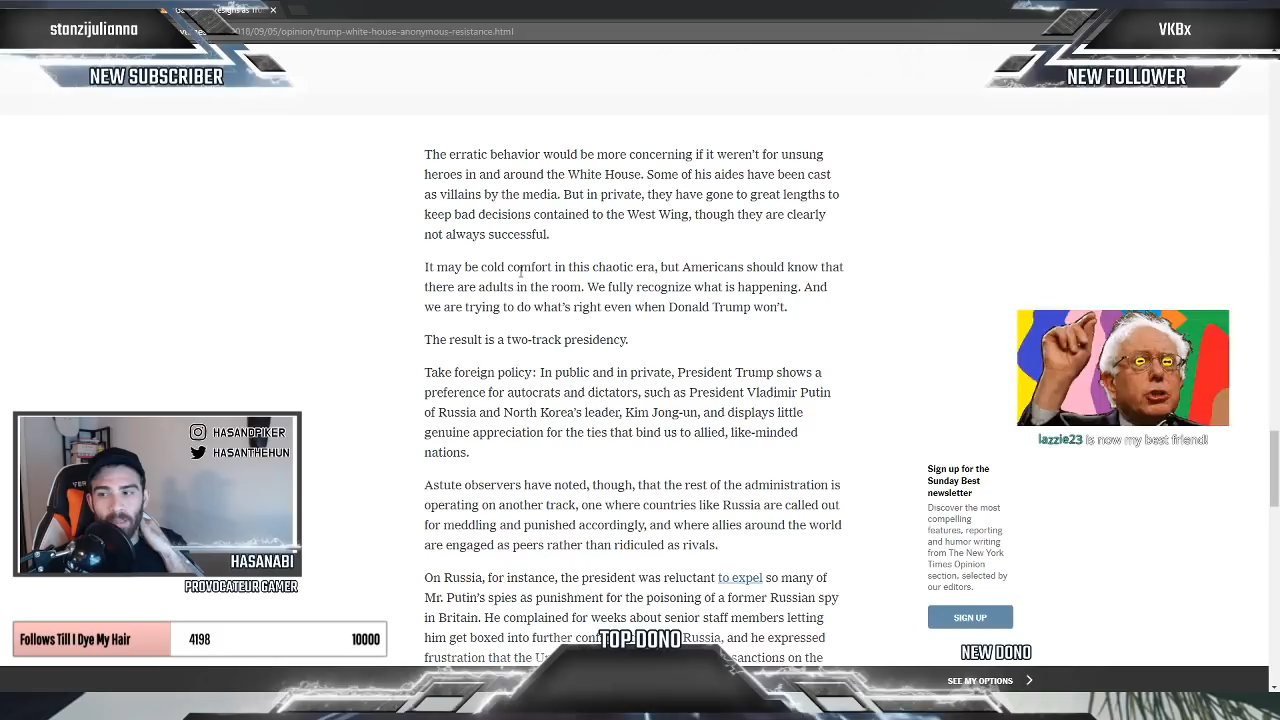 stanzijulianna
NEW SUBSCRIBER
2018/09/05/opinion/trump-white-house-anonymous-resistance.html
VKBx
NEW FOLLOWER
The erratic behavior would be more concerning if it weren't for unsung
heroes in and around the White House. Some of his aides have been cast
as villains by the media. But in private, they have gone to great lengths to
keep bad decisions contained to the West Wing, though they are clearly
not always successful.
It may be cold comfort in this chaotic era, but Americans should know that
there are adults in the room. We fully recognize what is happening. And
we are trying to do what's right even when Donald Trump won't.
The result is a two-track presidency.
Take foreign policy: In public and in private, President Trump shows a
preference for autocrats and dictators, such as President Vladimir Putin
of Russia and North Korea's leader, Kim Jong-un, and displays little
genuine appreciation for the ties that bind us to allied, like-minded
nations.
Astute observers have noted, though, that the rest of the administration is
operating on another track, one where countries like Russia are called out
for meddling and punished accordingly, and where allies around the world
are engaged as peers rather than ridiculed as rivals.
On Russia, for instance, the president was reluctant to expel so many of
Mr. Putin's spies as punishment for the poisoning of a former Russian spy
in Britain. He complained for weeks about senior staff members letting
him get boxed into further Russia, and he expressed
frustration that the sanctions on the
lazzie23 is now my best friend!
Sign up for the
Sunday Best
newsletter
Discover the most
compelling
features, reporting
and humor writing
from The New York
Times Opinion
section, selected by
our editors.
SIGN UP
HASANDPIKER
HASANTHEHUN
HASANABI
PROVOCATEUR GAMER
Follows Till I Dye My Hair 4198 10000
TOP DONO
NEW DONO
SEE MY OPTIONS